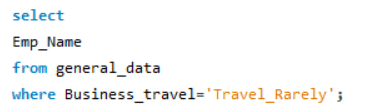 select
Emp_Name
from general_data
where Business_travel='Travel_Rarely';